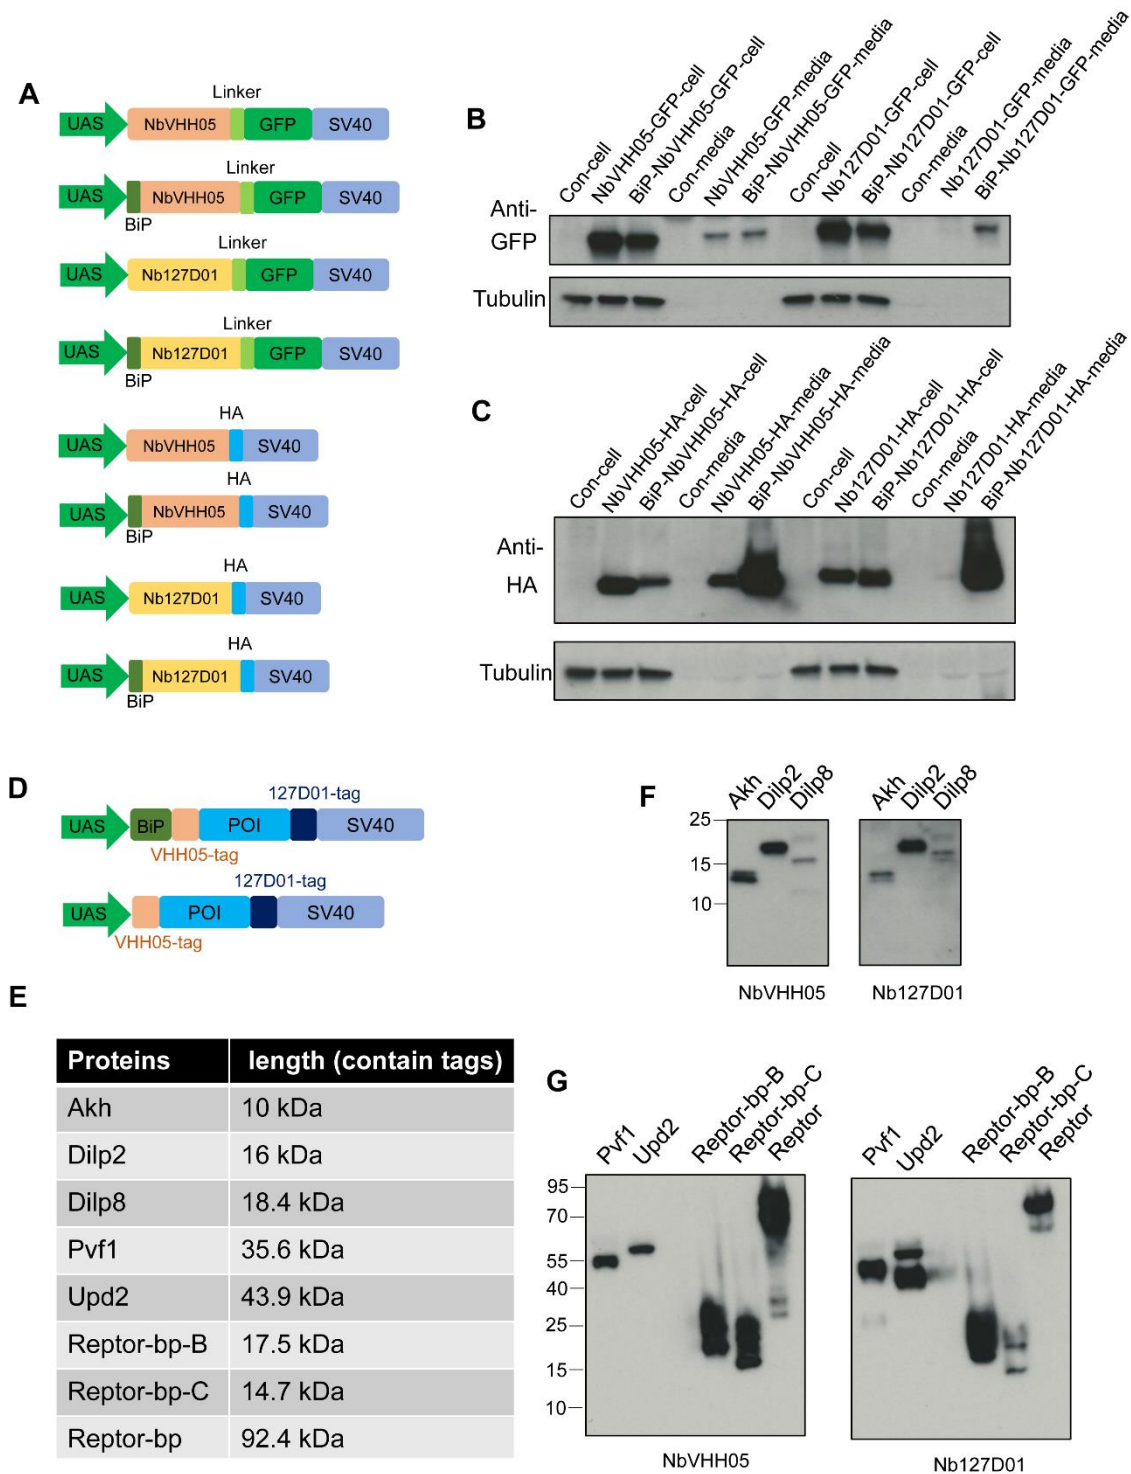 A
Linker
UAS NbVHH05 GFP SV40
Linker
UAS NbVHH05 GFP SV40
BiP
Linker
UAS Nb127D01 GFP SV40
Linker
UAS Nb127D01 GFP SV40
BiP
HA
UAS NbVHH05 SV40
HA
UAS NbVHH05 SV40
BiP
HA
UAS Nb127D01 SV40
HA
UAS Nb127D01 SV40
BiP
B
Con-cell
NbVHH05-GFP-cell
BiP-NbVHH05-GFP-cell
Con-media
NbVHH05-GFP-media
BiP-NbVHH05-GFP-media
Con-cell
Nb127D01-GFP-cell
BiP-Nb127D01-GFP-cell
Con-media
Nb127D01-GFP-media
BiP-Nb127D01-GFP-media
Anti-
GFP
Tubulin
C
Con-cell
NbVHH05-HA-cell
BiP-NbVHH05-HA-cell
Con-media
NbVHH05-HA-media
BiP-NbVHH05-HA-media
Con-cell
Nb127D01-HA-cell
BiP-Nb127D01-HA-cell
Con-media
Nb127D01-HA-media
BiP-Nb127D01-HA-media
Anti-
HA
Tubulin
D
127D01-tag
UAS BiP POI SV40
VHH05-tag
127D01-tag
UAS POI SV40
VHH05-tag
E
Proteins length (contain tags)
Akh 10 kDa
Dilp2 16 kDa
Dilp8 18.4 kDa
Pvf1 35.6 kDa
Upd2 43.9 kDa
Reptor-bp-B 17.5 kDa
Reptor-bp-C 14.7 kDa
Reptor-bp 92.4 kDa
F
Akh Dilp2 Dilp8 Akh Dilp2 Dilp8
25
15
10
NbVHH05 Nb127D01
G
Pvf1 Upd2 Reptor-bp-B Reptor-bp-C Reptor Pvf1 Upd2 Reptor-bp-B Reptor-bp-C Reptor
95
70
55
40
25
15
10
NbVHH05 Nb127D01